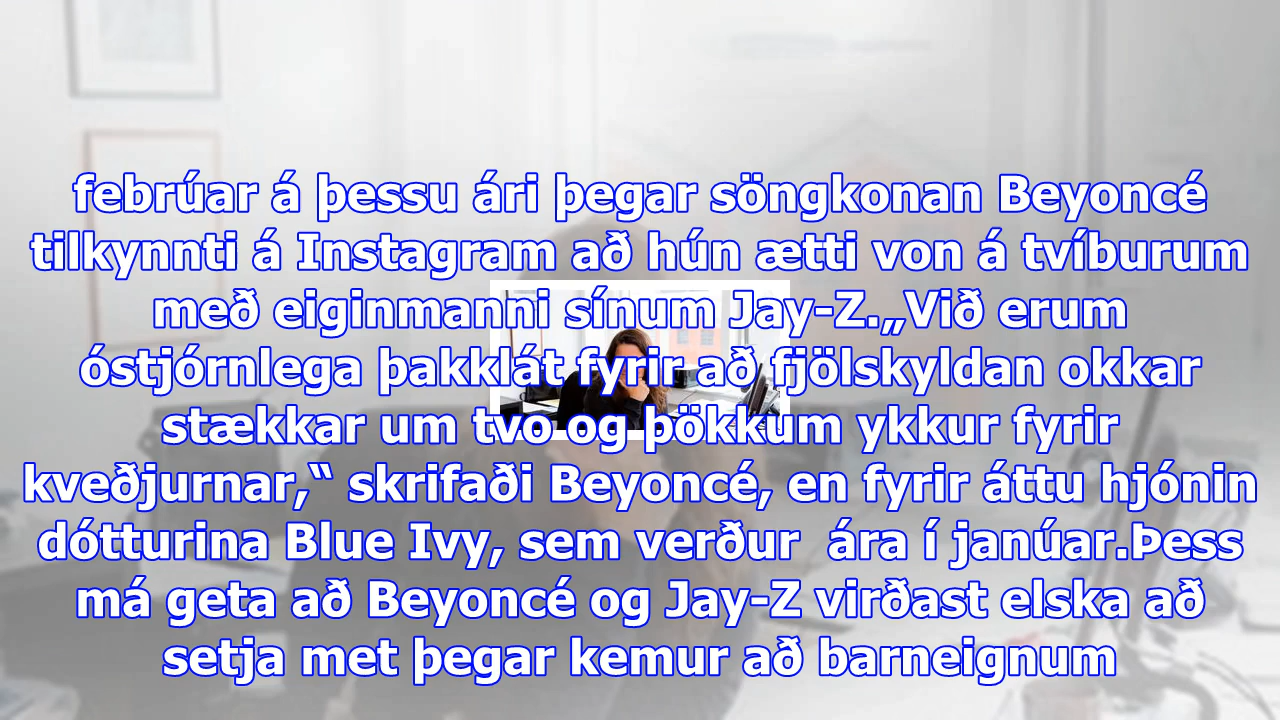 febrúar á þessu ári þegar söngkonan Beyoncé
tilkynnti á Instagram að hún ætti von á tvíburum
með eiginmanni sínum Jay-Z.„Við erum
óstjórnlega þakklát fyrir að fjölskyldan okkar
stækkar um tvo og þökkum ykkur fyrir
kveðjurnar,“ skrifaði Beyoncé, en fyrir áttu hjónin
dótturina Blue Ivy, sem verður  ára í janúar.Þess
má geta að Beyoncé og Jay-Z virðast elska að
setja met þegar kemur að barneignum